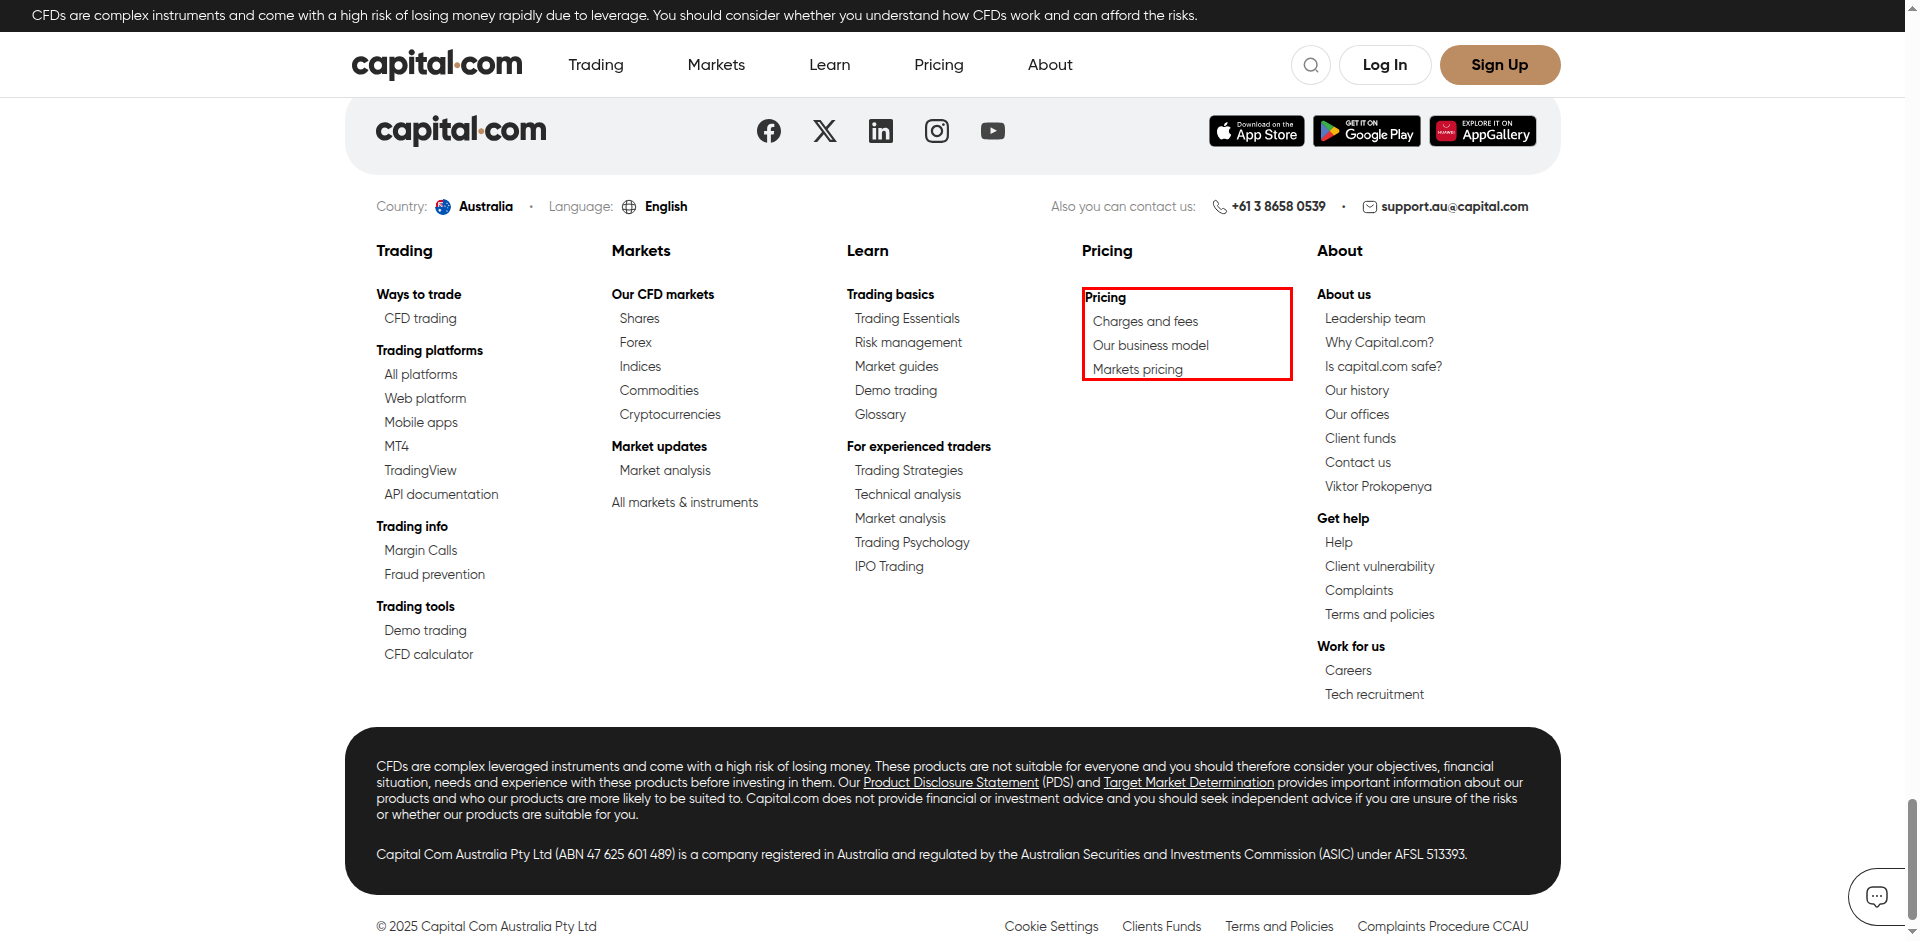 CFDs are complex instruments and come with a high risk of losing money rapidly due to leverage. You should consider whether you understand how CFDs work and can afford the risks.
capital.com
Trading
Markets
Learn
Pricing
About
Log In
Sign Up
capital.com
Download on the
App Store
GET IT ON
Google Play
HUAWEI
EXPLORE IT ON
AppGallery
Country: Australia
Language: English
Also you can contact us: +61 3 8658 0539 • support.au@capital.com
Trading
Ways to trade
CFD trading
Trading platforms
All platforms
Web platform
Mobile apps
MT4
TradingView
API documentation
Trading info
Margin Calls
Fraud prevention
Trading tools
Demo trading
CFD calculator
Markets
Our CFD markets
Shares
Forex
Indices
Commodities
Cryptocurrencies
Market updates
Market analysis
All markets & instruments
Learn
Trading basics
Trading Essentials
Risk management
Market guides
Demo trading
Glossary
For experienced traders
Trading Strategies
Technical analysis
Market analysis
Trading Psychology
IPO Trading
Pricing
Pricing
Charges and fees
Our business model
Markets pricing
About
About us
Leadership team
Why Capital.com?
Is capital.com safe?
Our history
Our offices
Client funds
Contact us
Viktor Prokopenya
Get help
Help
Client vulnerability
Complaints
Terms and policies
Work for us
Careers
Tech recruitment
CFDs are complex leveraged instruments and come with a high risk of losing money. These products are not suitable for everyone and you should therefore consider your objectives, financial
situation, needs and experience with these products before investing in them. Our Product Disclosure Statement (PDS) and Target Market Determination provides important information about our
products and who our products are more likely to be suited to. Capital.com does not provide financial or investment advice and you should seek independent advice if you are unsure of the risks
or whether our products are suitable for you.
Capital Com Australia Pty Ltd (ABN 47 625 601 489) is a company registered in Australia and regulated by the Australian Securities and Investments Commission (ASIC) under AFSL 513393.
© 2025 Capital Com Australia Pty Ltd
Cookie Settings
Clients Funds
Terms and Policies
Complaints Procedure CCAU